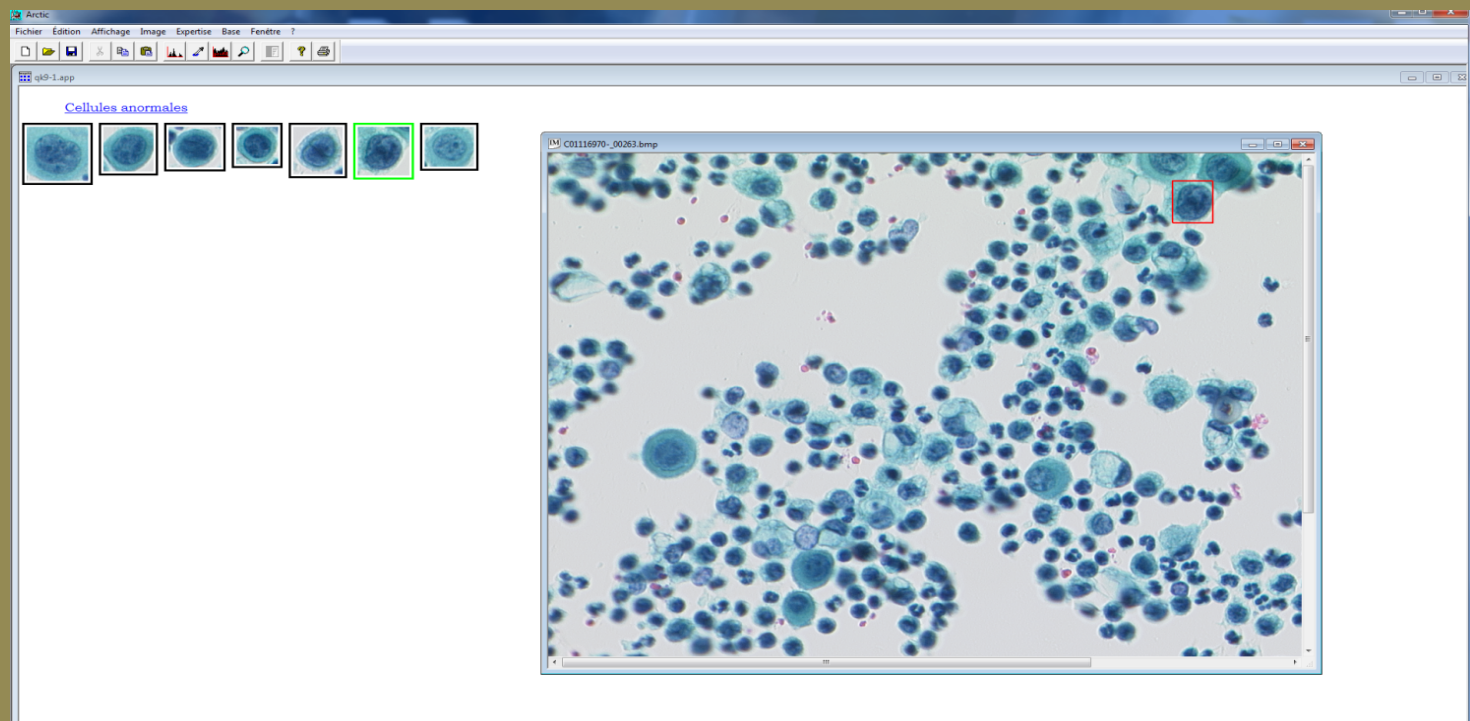 Arctic
Fichier Édition Affichage Image Expertise Base Fenêtre ?
qk9-1.app
Cellules anormales
C01116970-_00263.bmp